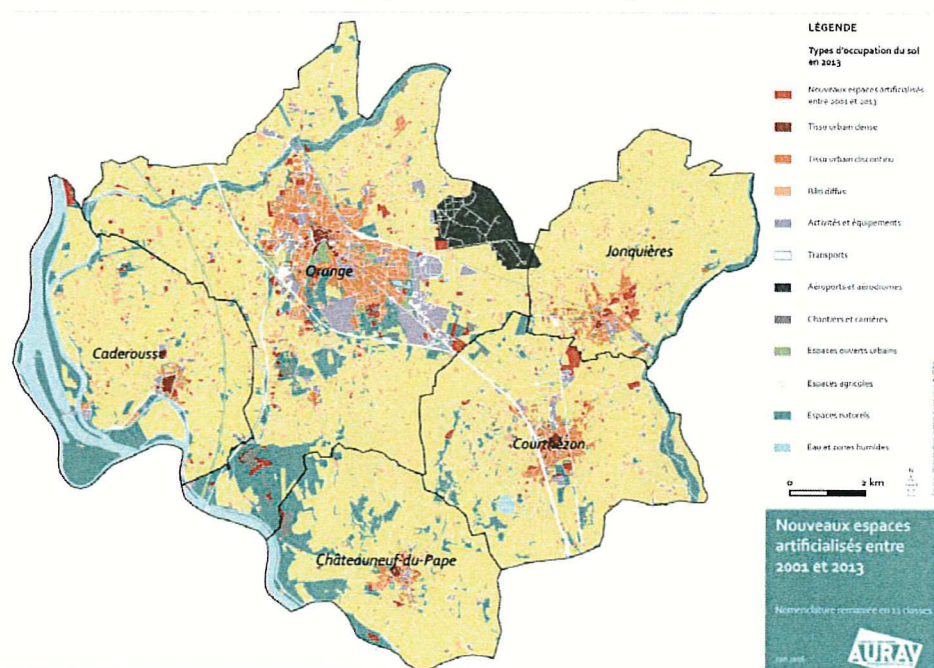 LÉGENDE
Types d'occupation du sol
en 2013
Nouveaux espaces artificialisés
entre 2001 et 2013
Tissu urbain dense
Tissu urbain discontinu
Bâti diffus
Activités et équipements
Transports
Aéroports et aérodromes
Chantiers et carrières
Espaces ouverts urbains
Espaces agricoles
Espaces naturels
Eau et zones humides
0 2 km
N
Orange
Jonquières
Caderousse
Courthézon
Châteauneuf-du-Pape
Nouveaux espaces
artificialisés entre
2001 et 2013
Nomenclature remaniée en 11 classes
AURAV